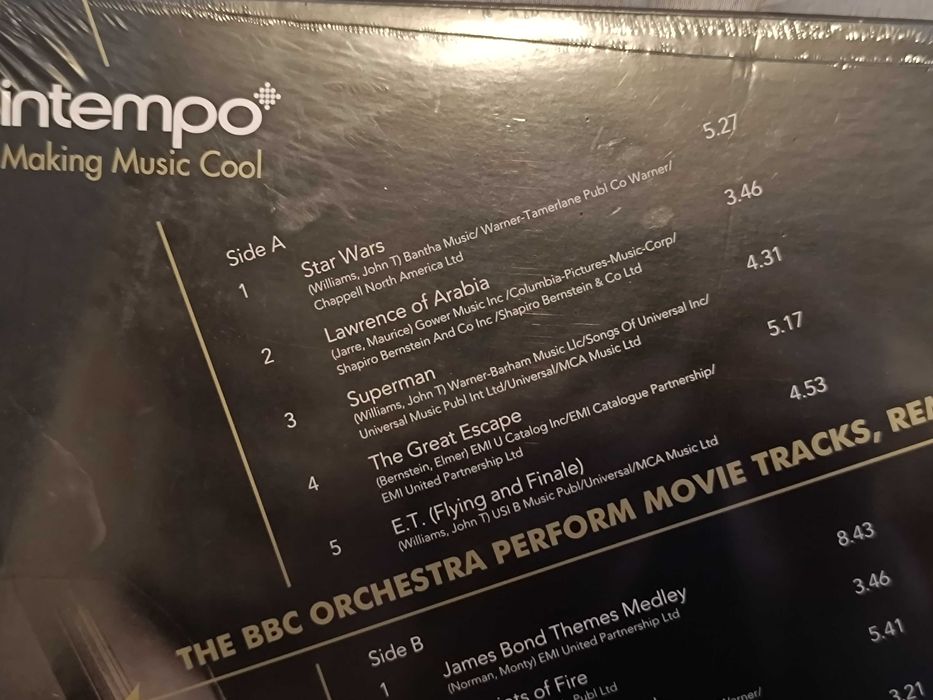 intempo
Making Music Cool
Side A
1 Star Wars 5.27
(Williams, John T) Bantha Music/ Warner-Tamerlane Publ Co Warner/
Chappell North America Ltd
2 Lawrence of Arabia 3.46
(Jarre, Maurice) Gower Music Inc /Columbia-Pictures-Music-Corp/
Shapiro Bernstein And Co Inc /Shapiro Bernstein & Co Ltd
3 Superman 4.31
(Williams, John T) Warner-Barham Music Llc/Songs Of Universal Inc/
Universal Music Publ Int Ltd/Universal/MCA Music Ltd
4 The Great Escape 5.17
(Bernstein, Elmer) EMI U Catalog Inc/EMI Catalogue Partnership/
EMI United Partnership Ltd
5 E.T. (Flying and Finale) 4.53
(Williams, John T) USI B Music Publ/Universal/MCA Music Ltd
THE BBC ORCHESTRA PERFORM MOVIE TRACKS,
Side B
1 James Bond Themes Medley 8.43
(Norman, Monty) EMI United Partnership Ltd
of Fire 3.46
Publ Ltd
5.41
Warner/
3.21